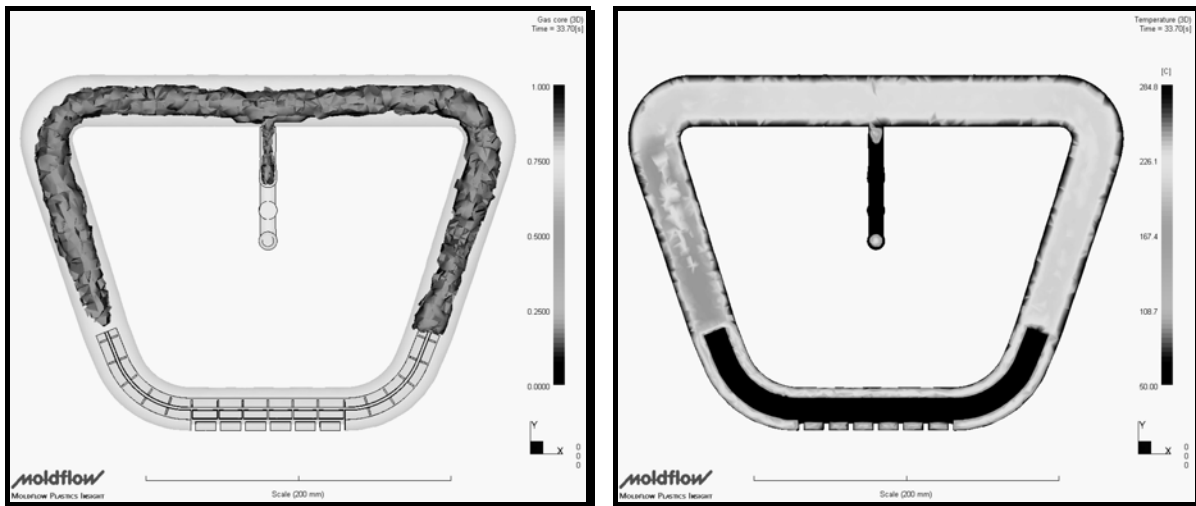 Gas core (3D)
Time = 33.70[s]
1.000
0.7500
0.5000
0.2500
0.0000
Y
X
0
0
0
moldflow
MOLDFLOW PLASTICS INSIGHT
Scale (200 mm)
Temperature (3D)
Time = 33.70[s]
[C]
284.8
226.1
167.4
108.7
50.00
Y
X
0
0
0
moldflow
MOLDFLOW PLASTICS INSIGHT
Scale (200 mm)